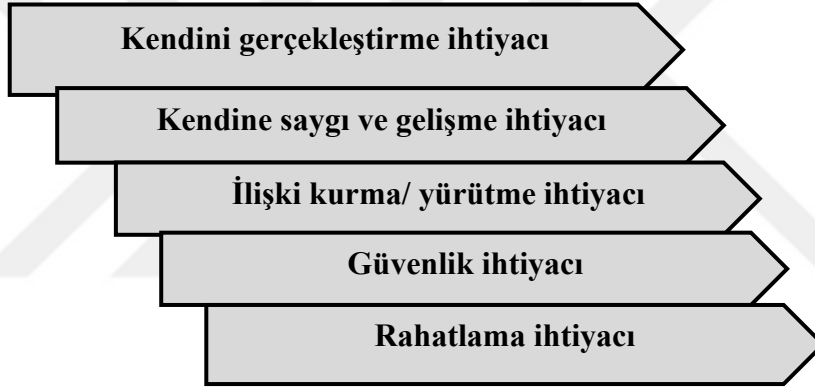 Kendini gerçekleştirme ihtiyacı
Kendine saygı ve gelişme ihtiyacı
İlişki kurma/ yürütme ihtiyacı
Güvenlik ihtiyacı
Rahatlama ihtiyacı